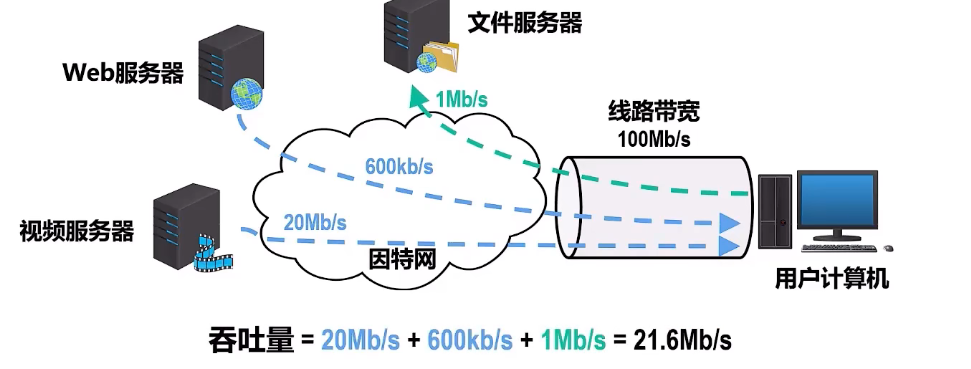 文件服务器
Web服务器
1Mb/s
线路带宽
100Mb/s
600kb/s
视频服务器
20Mb/s
因特网
用户计算机
吞吐量 = 20Mb/s + 600kb/s + 1Mb/s = 21.6Mb/s